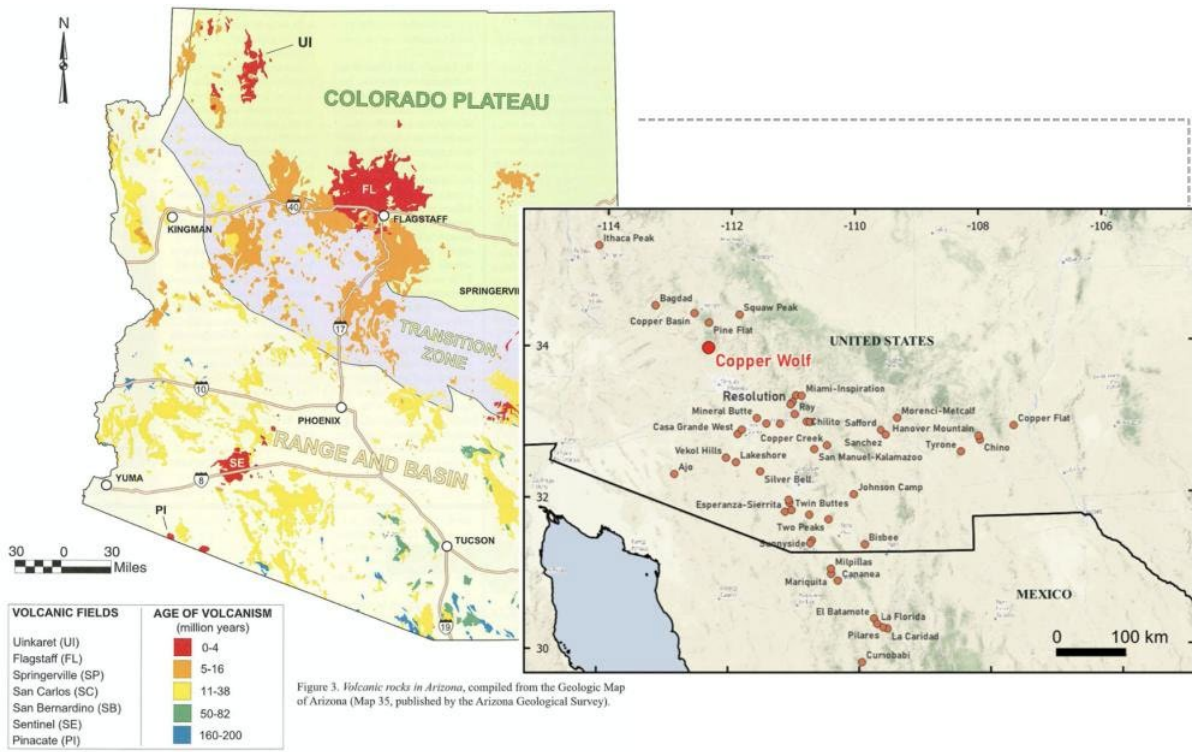 N
UI
COLORADO PLATEAU
FL
40
KINGMAN
FLAGSTAFF
SPRINGERVI
TRANSITION
ZONE
17
10
PHOENIX
RANGE AND BASIN
SE
8
YUMA
PI
TUCSON
19
30 0 30
Miles
VOLCANIC FIELDS
Uinkaret (UI)
Flagstaff (FL)
Springerville (SP)
San Carlos (SC)
San Bernardino (SB)
Sentinel (SE)
Pinacate (PI)
AGE OF VOLCANISM
(million years)
0-4
5-16
11-38
50-82
160-200
Figure 3. Volcanic rocks in Arizona, compiled from the Geologic Map
of Arizona (Map 35, published by the Arizona Geological Survey).
-114 -112 -110 -108 -106
34
32
30
Ithaca Peak
Bagdad
Copper Basin
Squaw Peak
Pine Flat
UNITED STATES
Copper Wolf
Miami-Inspiration
Resolution
Ray
Mineral Butte
Chilito
Safford
Morenci-Metcalf
Hanover Mountain
Copper Flat
Casa Grande West
Copper Creek
Sanchez
Tyrone
Chino
Vekol Hills
Lakeshore
San Manuel-Kalamazoo
Ajo
Silver Bell
Johnson Camp
Esperanza-Sierrita
Twin Buttes
Two Peaks
Sunnyside
Bisbee
Milpillas
Cananea
Mariquita
MEXICO
El Batamote
La Florida
Pilares
La Caridad
Cumobabi
0 100 km